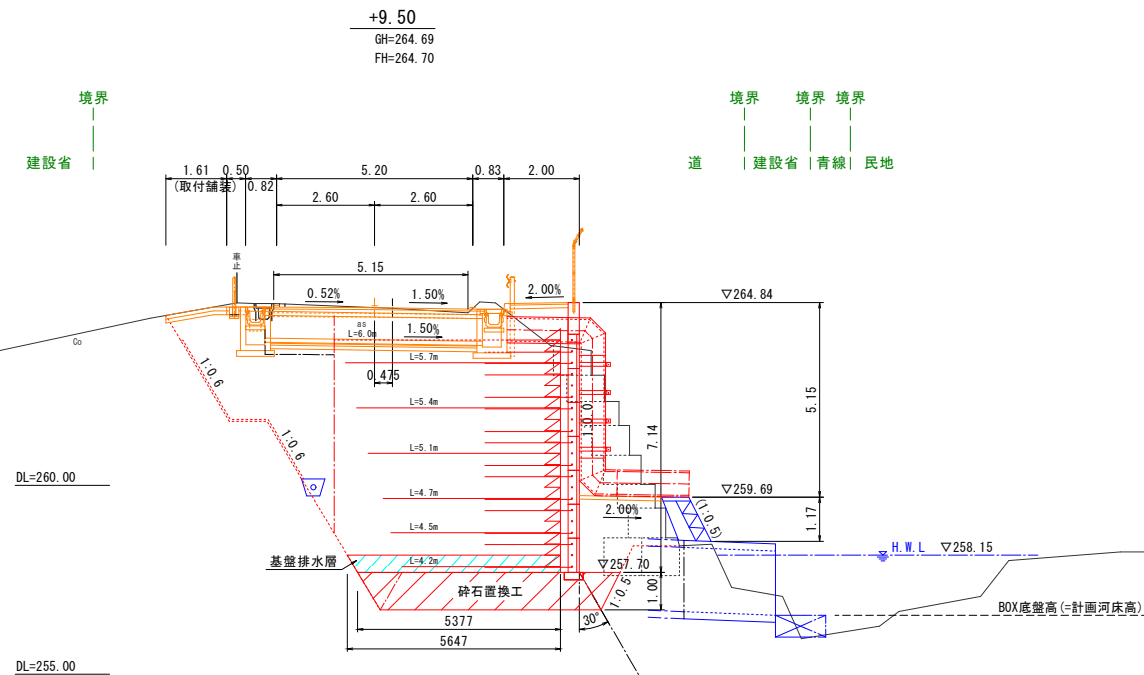 +9.50
GH=264.69
FH=264.70
境界
境界
境界
境界
建設省
道
建設省
青線
民地
1.61
0.50
5.20
0.83
2.00
(取付舗装)
0.82
2.60
2.60
車止
5.15
0.52%
1.50%
2.00%
▽264.84
as
L=6.0m
1.50%
Co
L=5.7m
0.475
1:0.6
L=5.4m
5.15
1:0.0
7.14
1:0.6
L=5.1m
DL=260.00
▽259.69
L=4.7m
2.00%
(1:0.5)
1.17
L=4.5m
H.W.L ▽258.15
基盤排水層
L=4.2m
▽257.70
砕石置換工
1:0.5
1.00
BOX底盤高(=計画河床高)
5377
30°
5647
DL=255.00